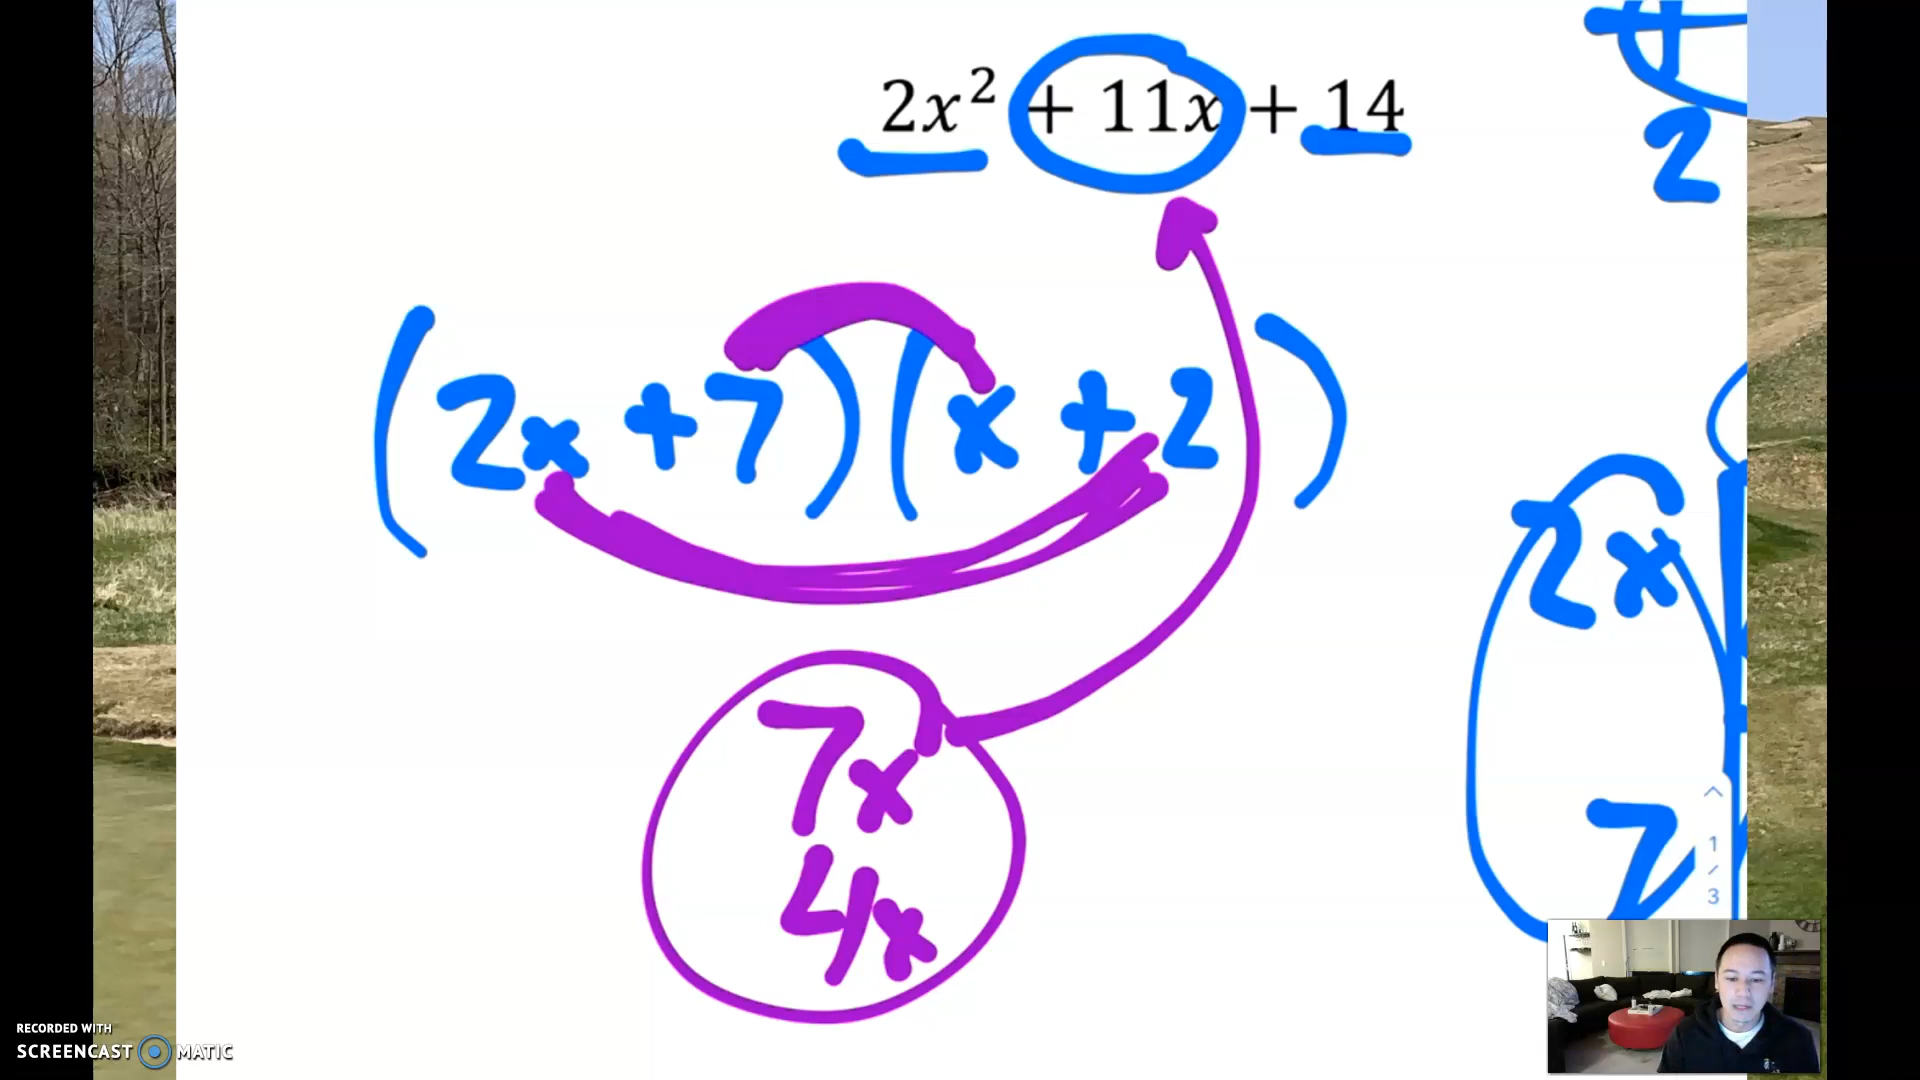 2x² + 11x + 14
2
(2x + 7)(x + 2)
2x
7x
7
4x
1
/
3
RECORDED WITH
SCREENCAST MATIC